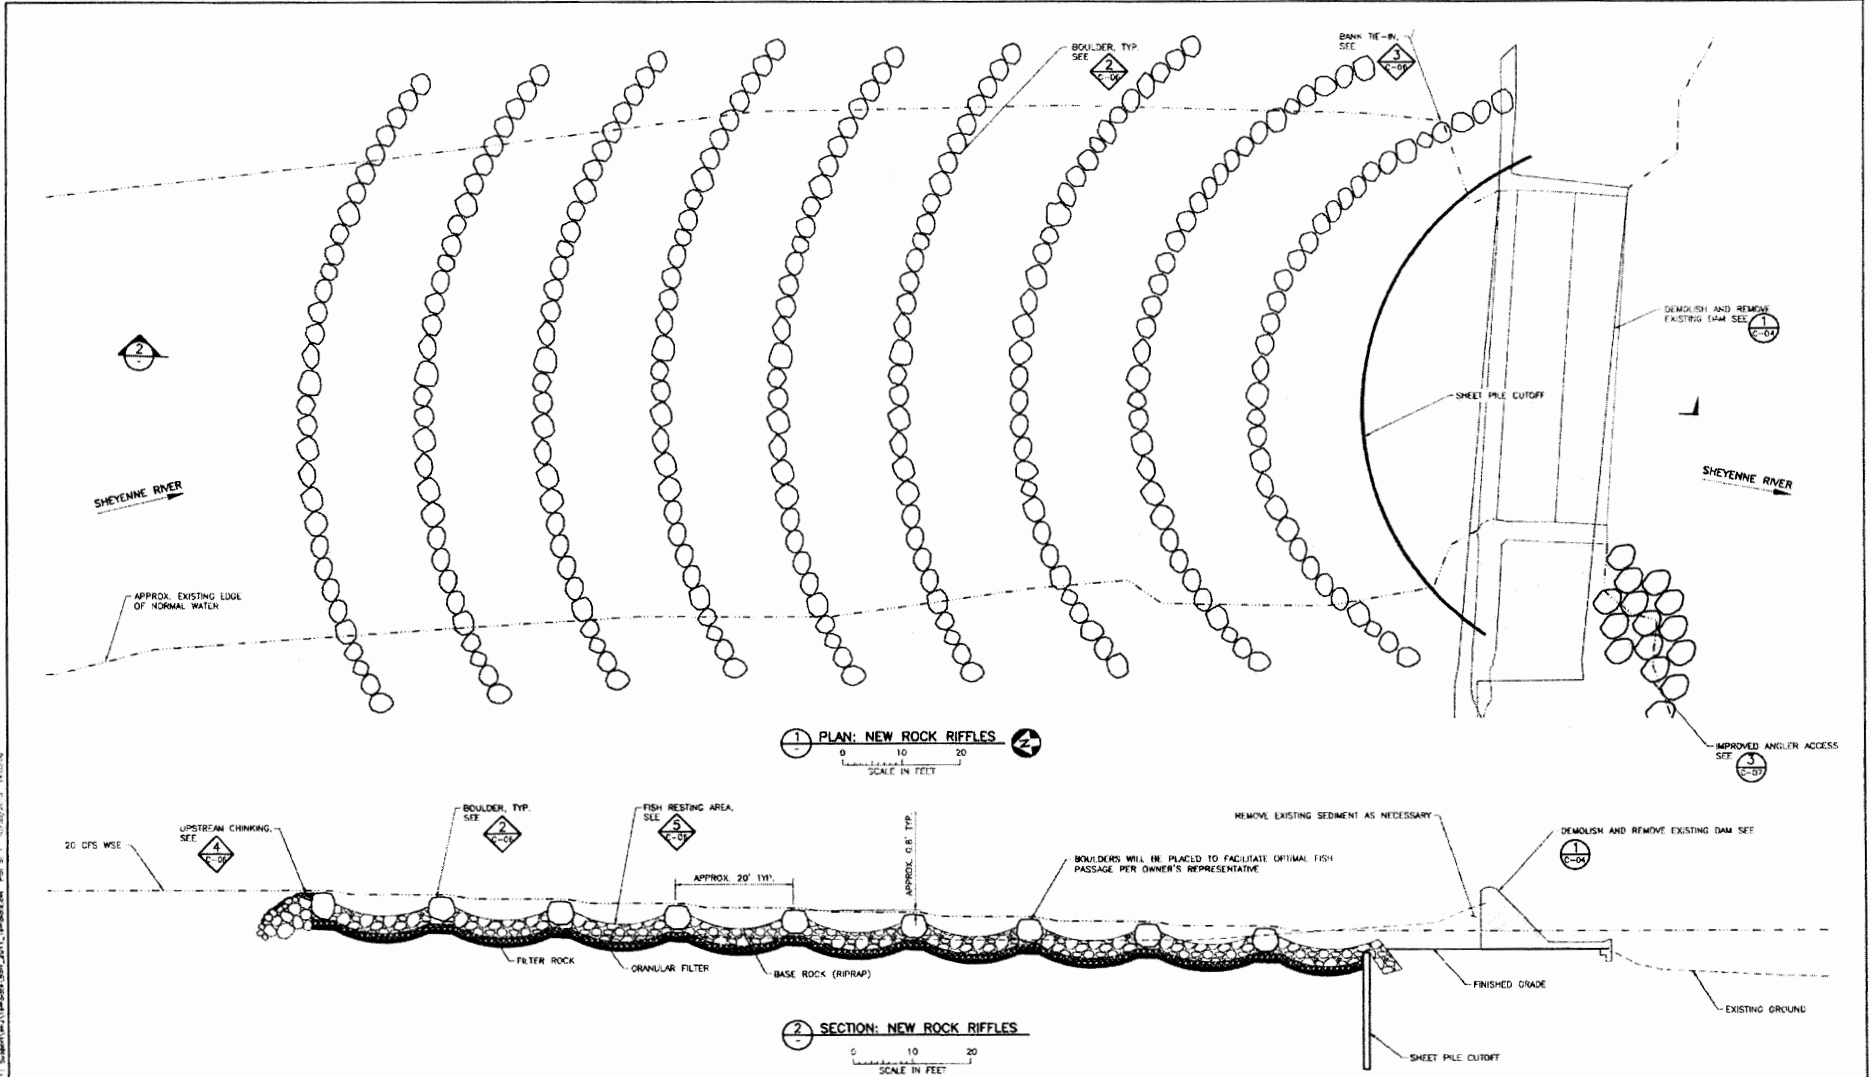 BOULDER, TYP.
SEE
2
C-06
BANK TIE-IN,
SEE
3
C-06
DEMOLISH AND REMOVE
EXISTING DAM SEE
1
C-04
2
-
SHEET PILE CUTOFF
SHEYENNE RIVER
SHEYENNE RIVER
APPROX. EXISTING EDGE
OF NORMAL WATER
IMPROVED ANGLER ACCESS
SEE
3
C-07
1
-
PLAN: NEW ROCK RIFFLES
N
0 10 20
SCALE IN FEET
20 CFS WSE
UPSTREAM CHINKING,
SEE
4
C-06
BOULDER, TYP.
SEE
2
C-06
FISH RESTING AREA,
SEE
5
C-06
APPROX. 20' TYP.
APPROX. 0.8' TYP.
REMOVE EXISTING SEDIMENT AS NECESSARY
BOULDERS WILL BE PLACED TO FACILITATE OPTIMAL FISH
PASSAGE PER OWNER'S REPRESENTATIVE
DEMOLISH AND REMOVE EXISTING DAM SEE
1
C-04
FILTER ROCK
GRANULAR FILTER
BASE ROCK (RIPRAP)
FINISHED GRADE
EXISTING GROUND
SHEET PILE CUTOFF
2
-
SECTION: NEW ROCK RIFFLES
0 10 20
SCALE IN FEET